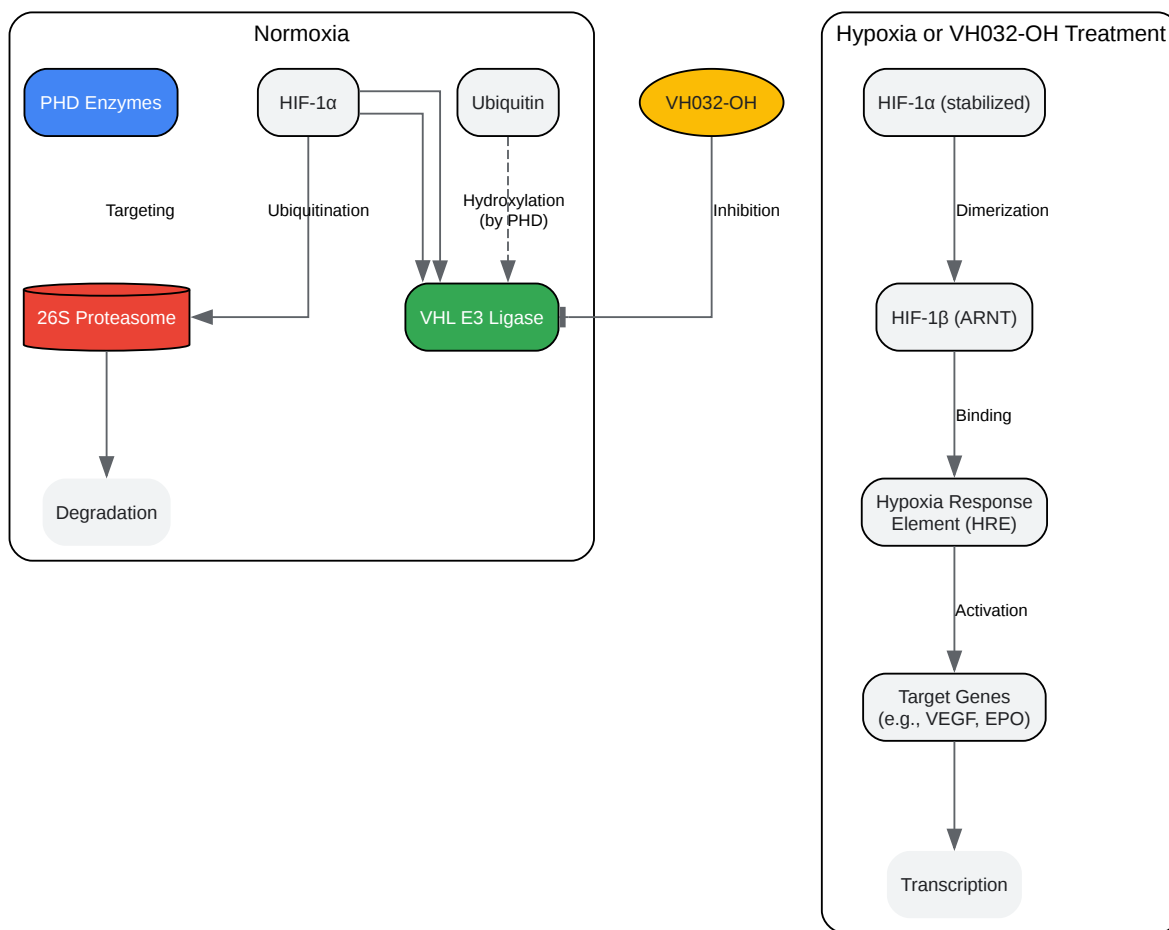 Normoxia
Hypoxia or VH032-OH Treatment
PHD Enzymes
HIF-1α
Ubiquitin
VH032-OH
HIF-1α (stabilized)
Targeting
Ubiquitination
Hydroxylation
(by PHD)
Inhibition
Dimerization
26S Proteasome
VHL E3 Ligase
HIF-1β (ARNT)
Binding
Degradation
Hypoxia Response
Element (HRE)
Activation
Target Genes
(e.g., VEGF, EPO)
Transcription